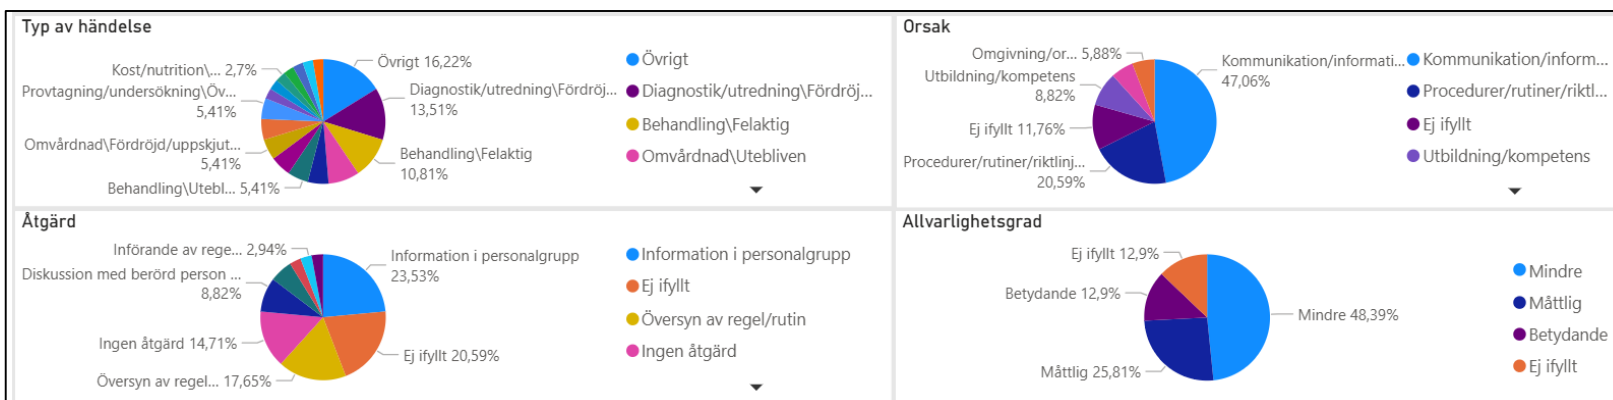 Typ av händelse
Övrigt 16,22%
Kost/nutrition\... 2,7%
Diagnostik/utredning\Fördröj...
13,51%
Provtagning/undersökning\Öv...
5,41%
Omvårdnad\Fördröjd/uppskjut...
5,41%
Behandling\Felaktig
10,81%
Behandling\Utebl... 5,41%
Övrigt
Diagnostik/utredning\Fördröj...
Behandling\Felaktig
Omvårdnad\Utebliven
Orsak
Omgivning/or... 5,88%
Kommunikation/informati...
47,06%
Utbildning/kompetens
8,82%
Ej ifyllt 11,76%
Procedurer/rutiner/riktlinj...
20,59%
Kommunikation/inform...
Procedurer/rutiner/riktl...
Ej ifyllt
Utbildning/kompetens
Åtgärd
Införande av rege... 2,94%
Information i personalgrupp
23,53%
Diskussion med berörd person ...
8,82%
Ingen åtgärd 14,71%
Ej ifyllt 20,59%
Översyn av regel... 17,65%
Information i personalgrupp
Ej ifyllt
Översyn av regel/rutin
Ingen åtgärd
Allvarlighetsgrad
Ej ifyllt 12,9%
Betydande 12,9%
Mindre 48,39%
Måttlig 25,81%
Mindre
Måttlig
Betydande
Ej ifyllt